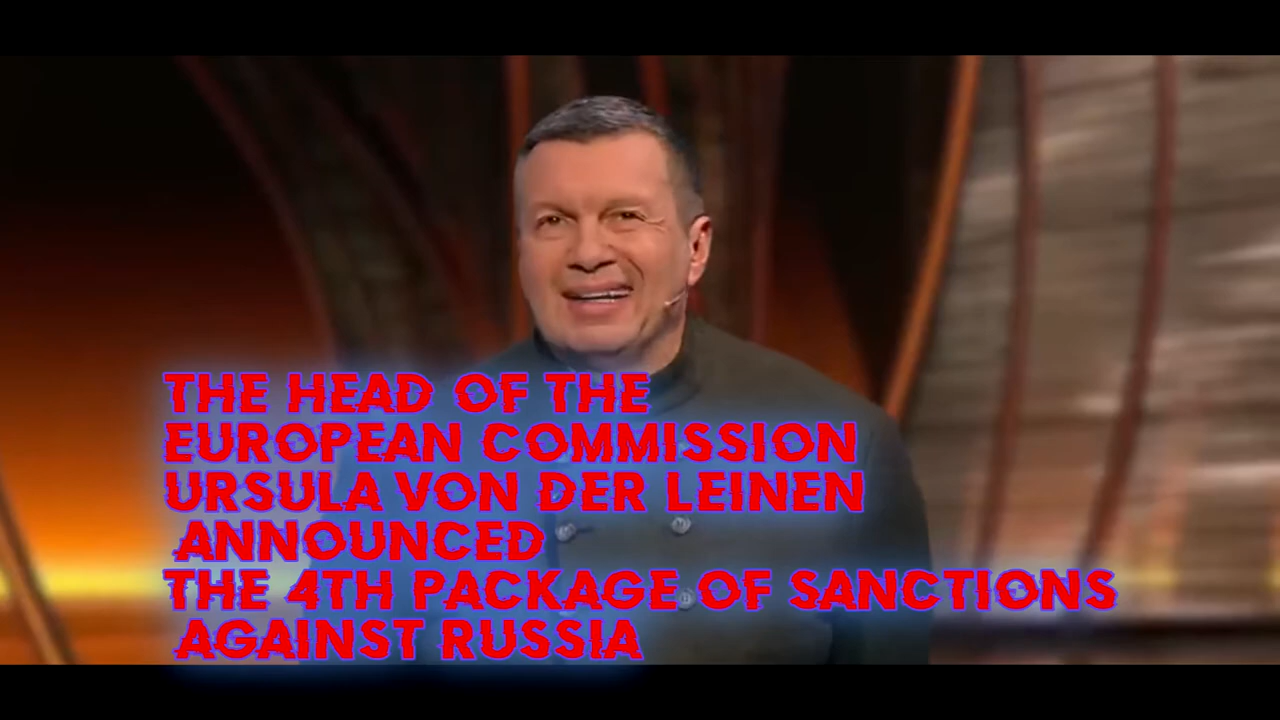 THE HEAD OF THE
EUROPEAN COMMISSION
URSULA VON DER LEINEN
ANNOUNCED
THE 4TH PACKAGE OF SANCTIONS
AGAINST RUSSIA